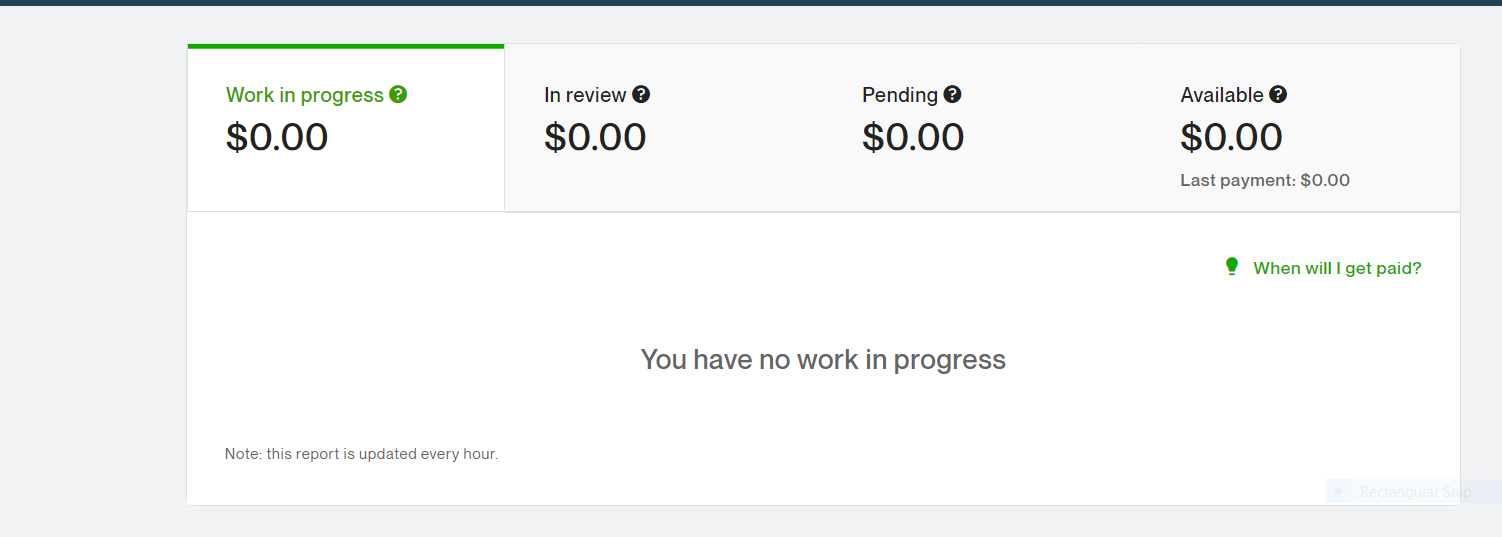 Work in progress ?
$0.00
In review ?
$0.00
Pending ?
$0.00
Available ?
$0.00
Last payment: $0.00
When will I get paid?
You have no work in progress
Note: this report is updated every hour.
Rectangular Snip